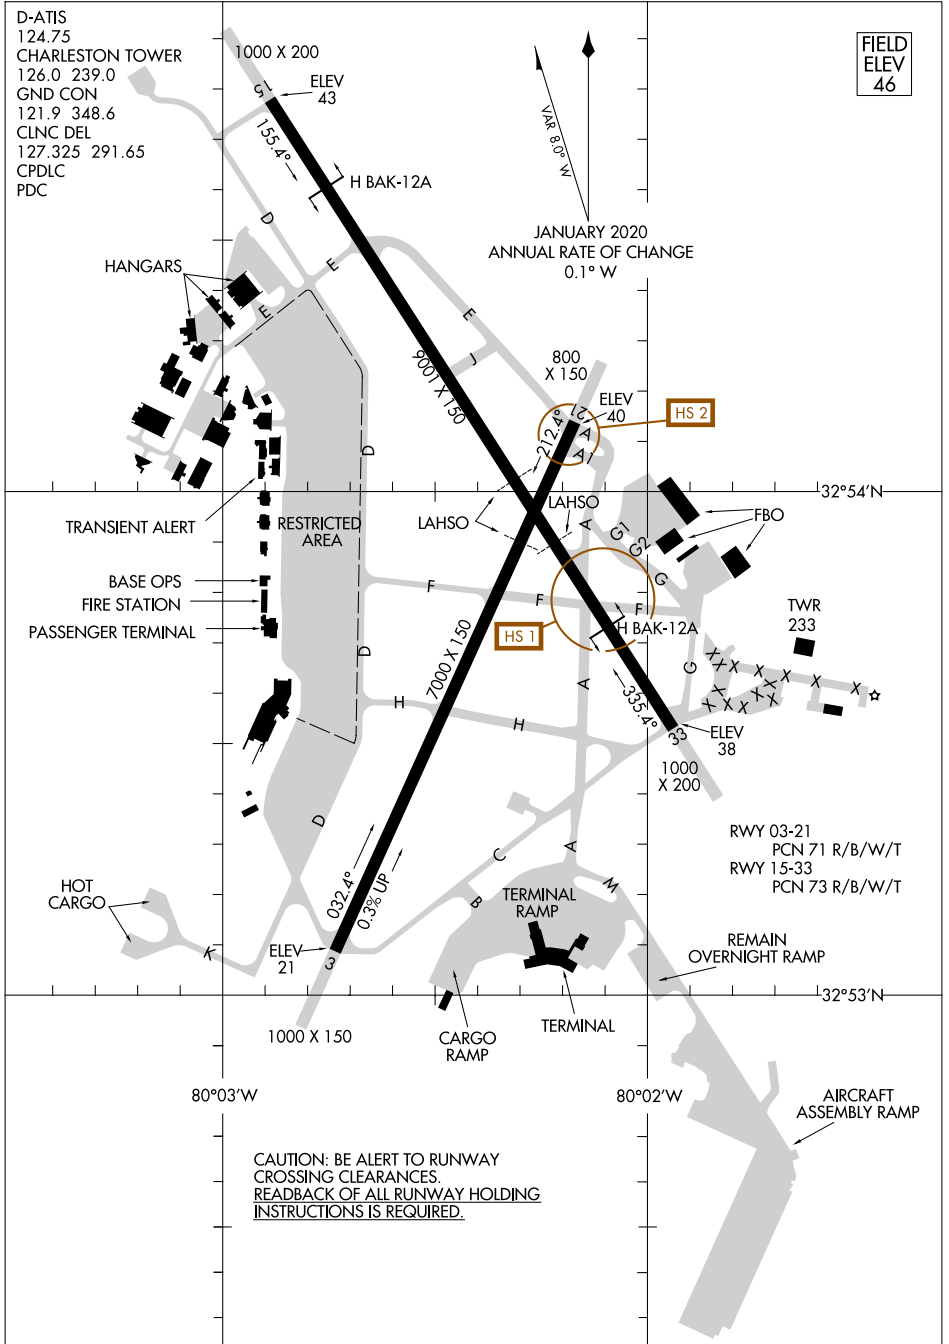 D-ATIS
124.75
CHARLESTON TOWER
126.0 239.0
GND CON
121.9 348.6
CLNC DEL
127.325 291.65
CPDLC
PDC
FIELD
ELEV
46
1000 X 200
ELEV
43
15
155.4°
H BAK-12A
VAR 8.0° W
JANUARY 2020
ANNUAL RATE OF CHANGE
0.1° W
D
E
HANGARS
E
E
J
9001 X 150
800
X 150
ELEV
40
HS 2
21
212.4°
A
A1
D
32°54'N
LAHSO
LAHSO
A
G1
G2
G
FBO
TRANSIENT ALERT
RESTRICTED
AREA
BASE OPS
FIRE STATION
PASSENGER TERMINAL
F
F
F
HS 1
H BAK-12A
TWR
233
D
7000 X 150
A
G
X X X X X X
X X X X X X X
H
H
335.4°
33
ELEV
38
1000
X 200
D
C
A
M
B
RWY 03-21
PCN 71 R/B/W/T
RWY 15-33
PCN 73 R/B/W/T
HOT
CARGO
K
032.4°
0.3% UP
ELEV
21
3
TERMINAL
RAMP
REMAIN
OVERNIGHT RAMP
32°53'N
1000 X 150
CARGO
RAMP
TERMINAL
80°03'W
80°02'W
AIRCRAFT
ASSEMBLY RAMP
CAUTION: BE ALERT TO RUNWAY
CROSSING CLEARANCES.
READBACK OF ALL RUNWAY HOLDING
INSTRUCTIONS IS REQUIRED.